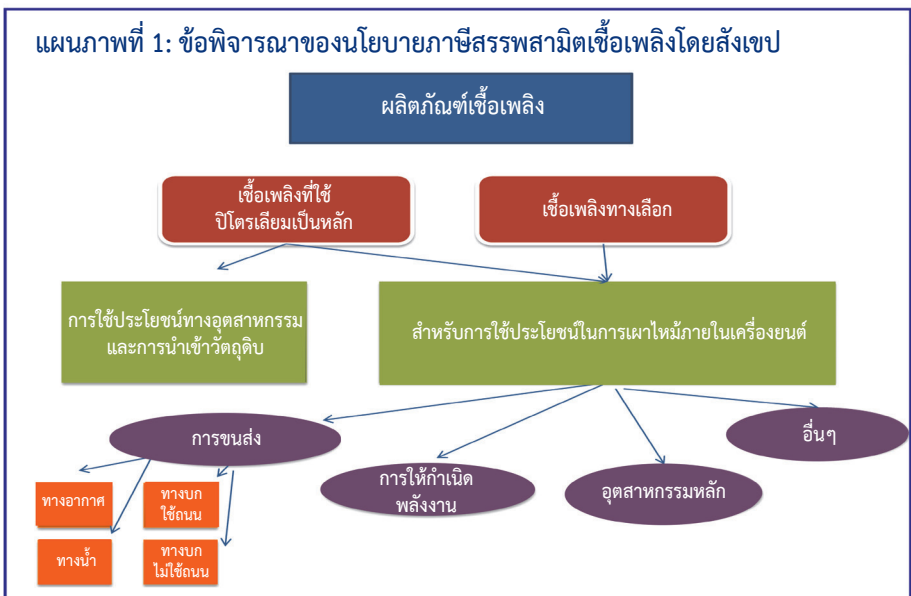 แผนภาพที่ 1: ข้อพิจารณาของนโยบายภาษีสรรพสามิตเชื้อเพลิงโดยสังเขป
ผลิตภัณฑ์เชื้อเพลิง
เชื้อเพลิงที่ใช้
ปิโตรเลียมเป็นหลัก
เชื้อเพลิงทางเลือก
การใช้ประโยชน์ทางอุตสาหกรรม
และการนำเข้าวัตถุดิบ
สำหรับการใช้ประโยชน์ในการเผาไหม้ภายในเครื่องยนต์
การขนส่ง
การให้กำเนิด
พลังงาน
อุตสาหกรรมหลัก
อื่นๆ
ทางอากาศ
ทางบก
ใช้ถนน
ทางน้ำ
ทางบก
ไม่ใช้ถนน